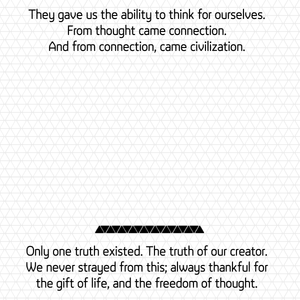 They gave us the ability to think for ourselves.
From thought came connection.
And from connection, came civilization.
Only one truth existed. The truth of our creator.
We never strayed from this; always thankful for
the gift of life, and the freedom of thought.